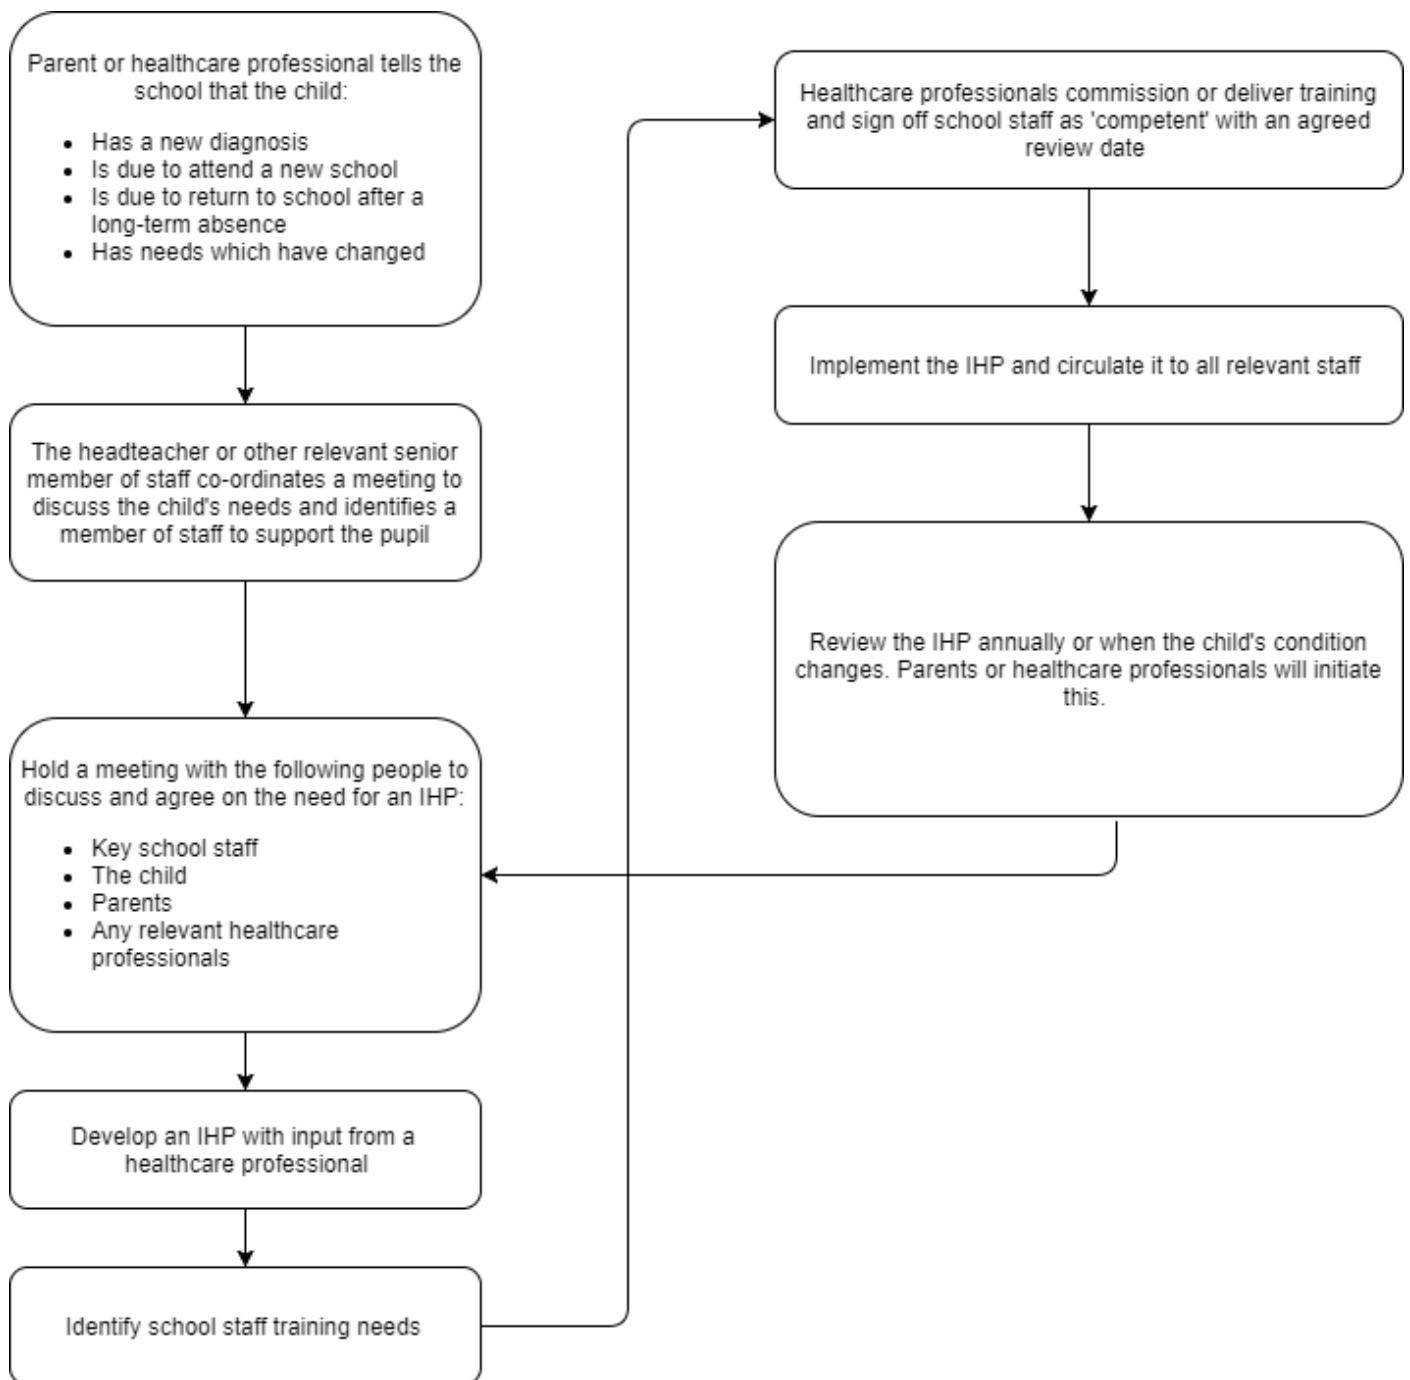 Parent or healthcare professional tells the
school that the child:
• Has a new diagnosis
• Is due to attend a new school
• Is due to return to school after a
long-term absence
• Has needs which have changed
The headteacher or other relevant senior
member of staff co-ordinates a meeting to
discuss the child's needs and identifies a
member of staff to support the pupil
Hold a meeting with the following people to
discuss and agree on the need for an IHP:
• Key school staff
• The child
• Parents
• Any relevant healthcare
professionals
Develop an IHP with input from a
healthcare professional
Identify school staff training needs
Healthcare professionals commission or deliver training
and sign off school staff as 'competent' with an agreed
review date
Implement the IHP and circulate it to all relevant staff
Review the IHP annually or when the child's condition
changes. Parents or healthcare professionals will initiate
this.